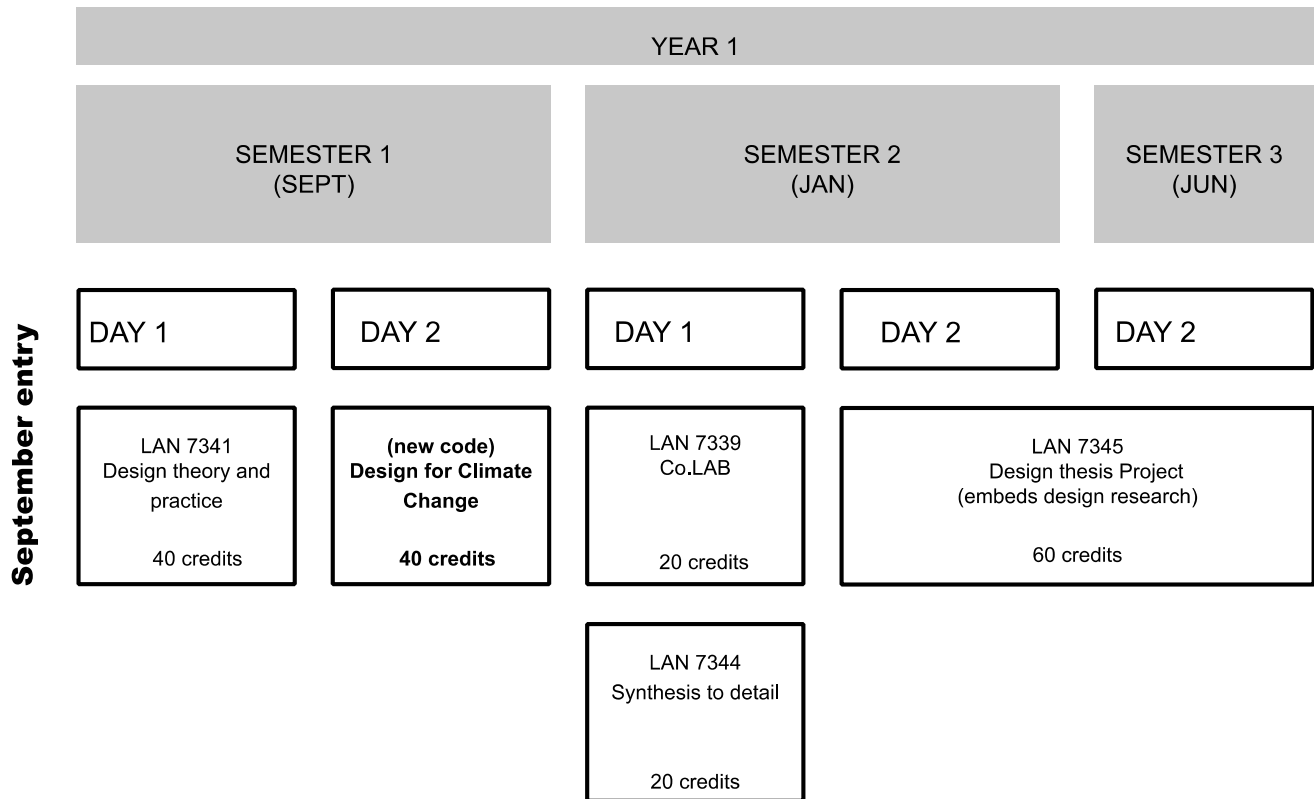 YEAR 1
SEMESTER 1
(SEPT)
SEMESTER 2
(JAN)
SEMESTER 3
(JUN)
September entry
DAY 1
DAY 2
DAY 1
DAY 2
DAY 2
LAN 7341
Design theory and
practice
40 credits
(new code)
Design for Climate
Change
40 credits
LAN 7339
Co.LAB
20 credits
LAN 7345
Design thesis Project
(embeds design research)
60 credits
LAN 7344
Synthesis to detail
20 credits